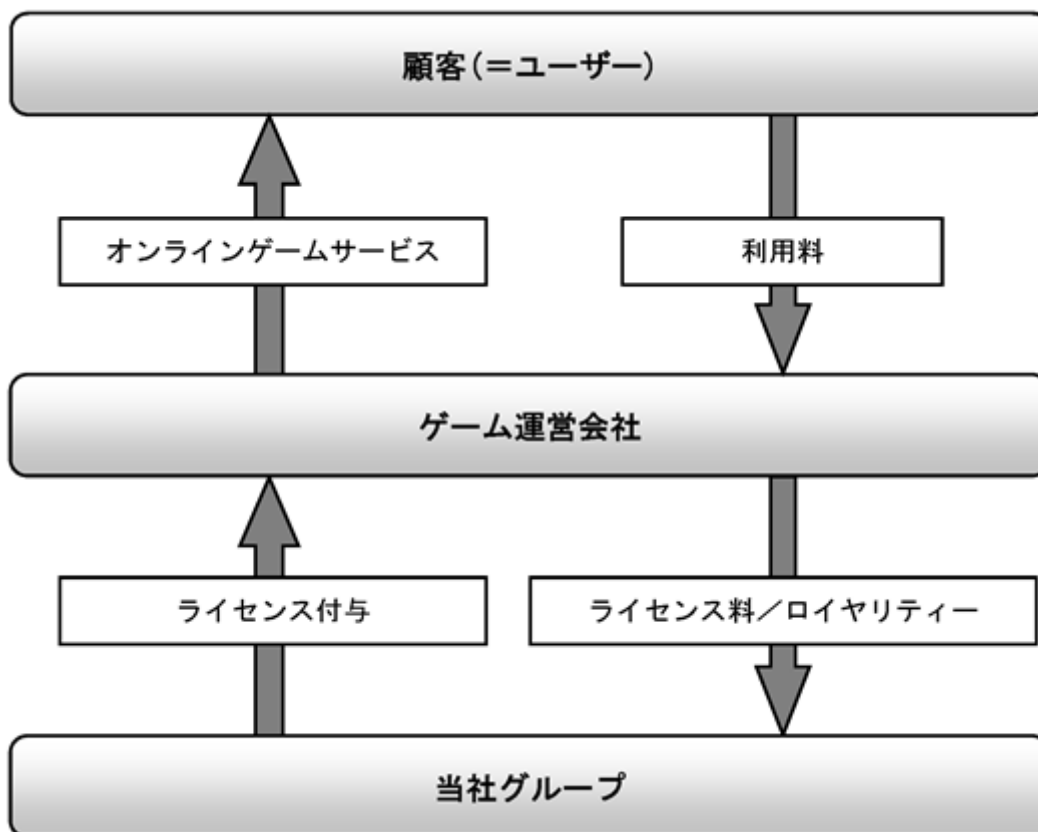 顧客(=ユーザー)
オンラインゲームサービス
利用料
ゲーム運営会社
ライセンス付与
ライセンス料/ロイヤリティー
当社グループ